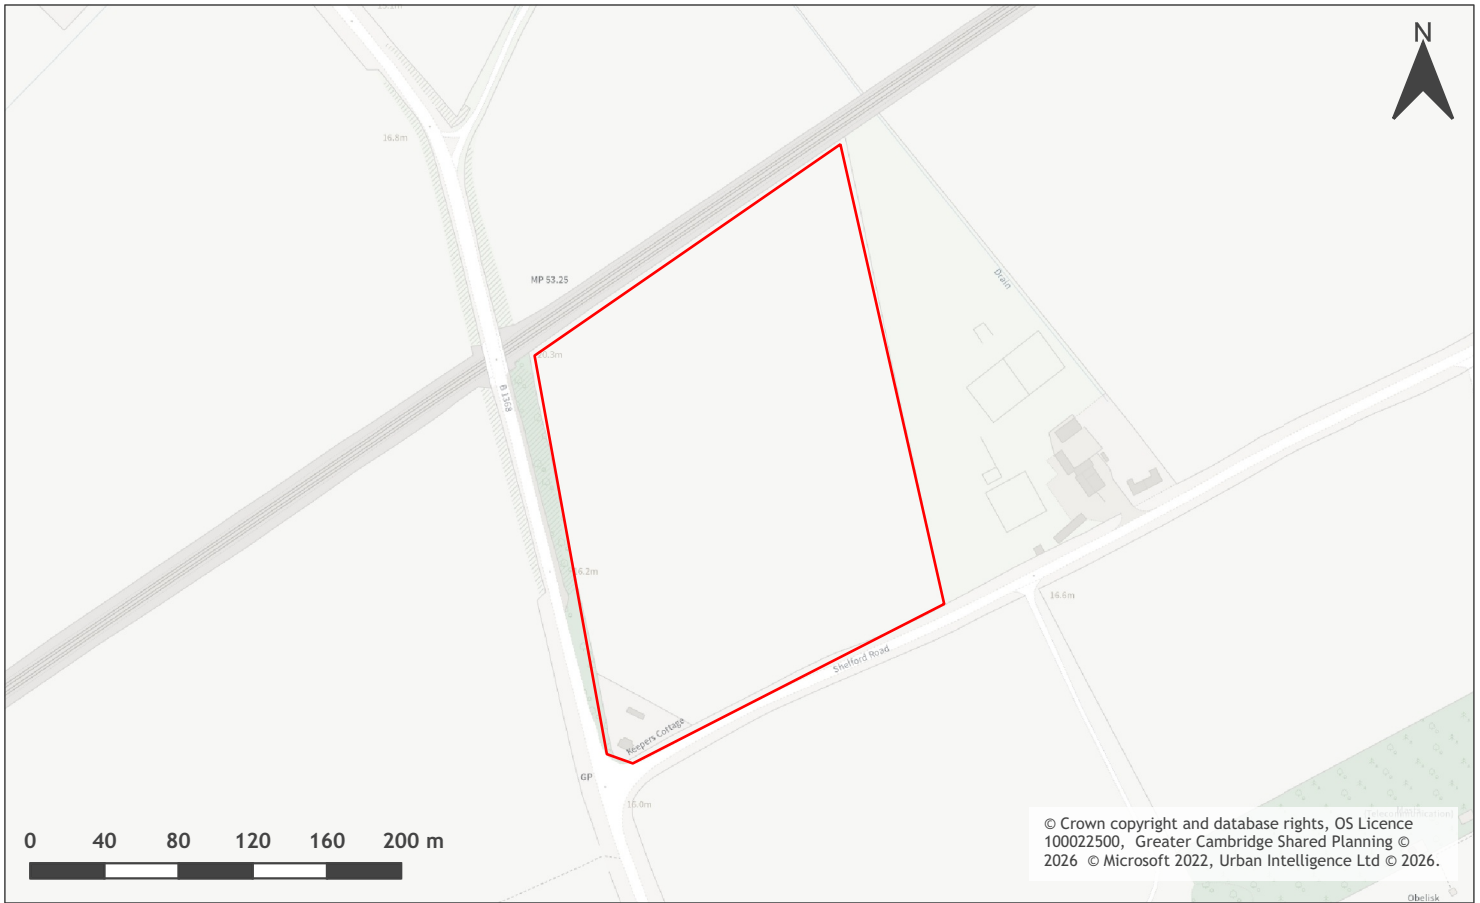 N
16.8m
MP 53.25
Drain
20.3m
B 1368
16.2m
16.6m
Shelford Road
Keepers Cottage
GP
16.0m
0 40 80 120 160 200 m
© Crown copyright and database rights, OS Licence
100022500, Greater Cambridge Shared Planning ©
2026 © Microsoft 2022, Urban Intelligence Ltd © 2026.
Obelisk